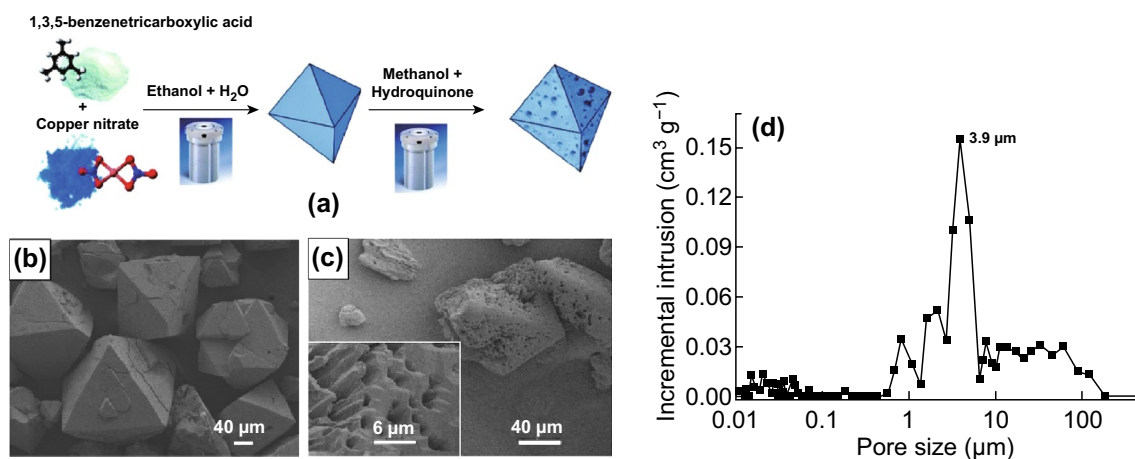 1,3,5-benzenetricarboxylic acid
+
Copper nitrate
Ethanol + H₂O
Methanol +
Hydroquinone
(a)
(b)
40 µm
(c)
6 µm
40 µm
(d)
3.9 µm
Incremental intrusion (cm³ g⁻¹)
0.15
0.12
0.09
0.06
0.03
0.00
0.01
0.1
1
10
100
Pore size (µm)